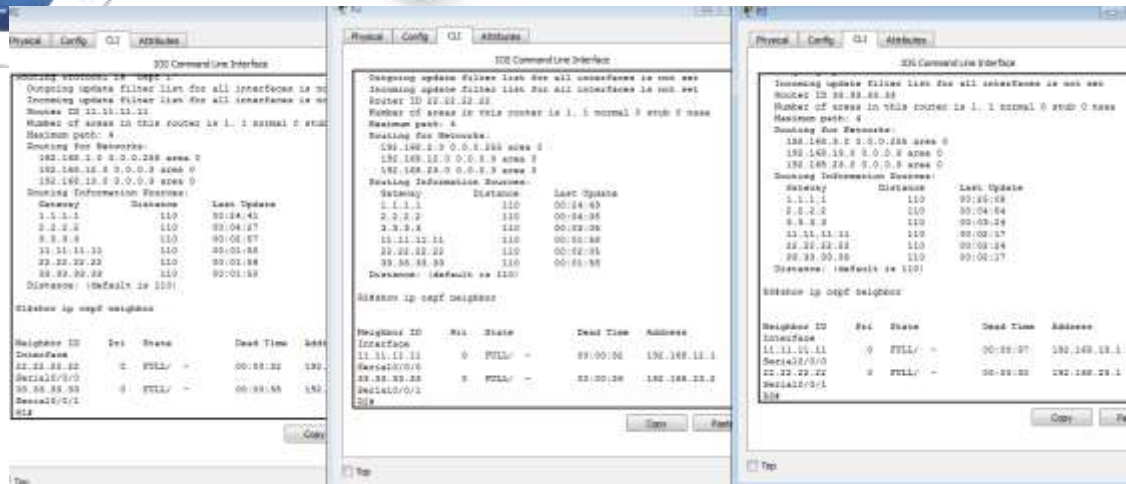 Physical Config CLI Attributes
IOS Command Line Interface
Routing Protocol is "ospf 1"
Outgoing update filter list for all interfaces is no
Incoming update filter list for all interfaces is no
Router ID 11.11.11.11
Number of areas in this router is 1. 1 normal 0 stub
Maximum path: 4
Routing for Networks:
192.168.1.0 0.0.0.255 area 0
192.168.12.0 0.0.0.3 area 0
192.168.13.0 0.0.0.3 area 0
Routing Information Sources:
Gateway Distance Last Update
1.1.1.1 110
2.2.2.2 110 00:04:27
3.3.3.3 110
11.11.11.11 110
22.22.22.22 110
33.33.33.33 110
Distance: (default is 110)
R1#show ip ospf neighbor
Neighbor ID Pri State Dead Time
Interface
22.22.22.22 0 FULL/ - 192.
Serial0/0/0
33.33.33.33 0 FULL/ - 192.
Serial0/0/1
R1#
Copy
Top
Physical Config CLI Attributes
IOS Command Line Interface
Outgoing update filter list for all interfaces is not set
Incoming update filter list for all interfaces is not set
Router ID 22.22.22.22
Number of areas in this router is 1. 1 normal 0 stub 0 nssa
Maximum path: 4
Routing for Networks:
192.168.2.0 0.0.0.255 area 0
192.168.12.0 0.0.0.3 area 0
192.168.23.0 0.0.0.3 area 0
Routing Information Sources:
Gateway Distance Last Update
1.1.1.1 110
2.2.2.2 110
3.3.3.3 110
11.11.11.11 110
22.22.22.22 110
33.33.33.33 110
Distance: (default is 110)
R2#show ip ospf neighbor
Neighbor ID Pri State Dead Time Address
Interface
11.11.11.11 0 FULL/ - 192.168.12.1
Serial0/0/0
33.33.33.33 0 FULL/ - 192.168.23.2
Serial0/0/1
R2#
Copy
Top
Physical Config CLI Attributes
IOS Command Line Interface
Incoming update filter list for all interfaces is not set
Router ID 33.33.33.33
Number of areas in this router is 1. 1 normal 0 stub 0 nssa
Maximum path: 4
Routing for Networks:
192.168.3.0 0.0.0.255 area 0
192.168.13.0 0.0.0.3 area 0
192.168.23.0 0.0.0.3 area 0
Routing Information Sources:
Gateway Distance Last Update
1.1.1.1 110
2.2.2.2 110
3.3.3.3 110
11.11.11.11 110 00:02:17
22.22.22.22 110
33.33.33.33 110 00:02:17
Distance: (default is 110)
R3#show ip ospf neighbor
Neighbor ID Pri State Dead Time Address
Interface
11.11.11.11 0 FULL/ - 192.168.13.1
Serial0/0/0
22.22.22.22 0 FULL/ - 192.168.23.1
Serial0/0/1
R3#
Copy
Top